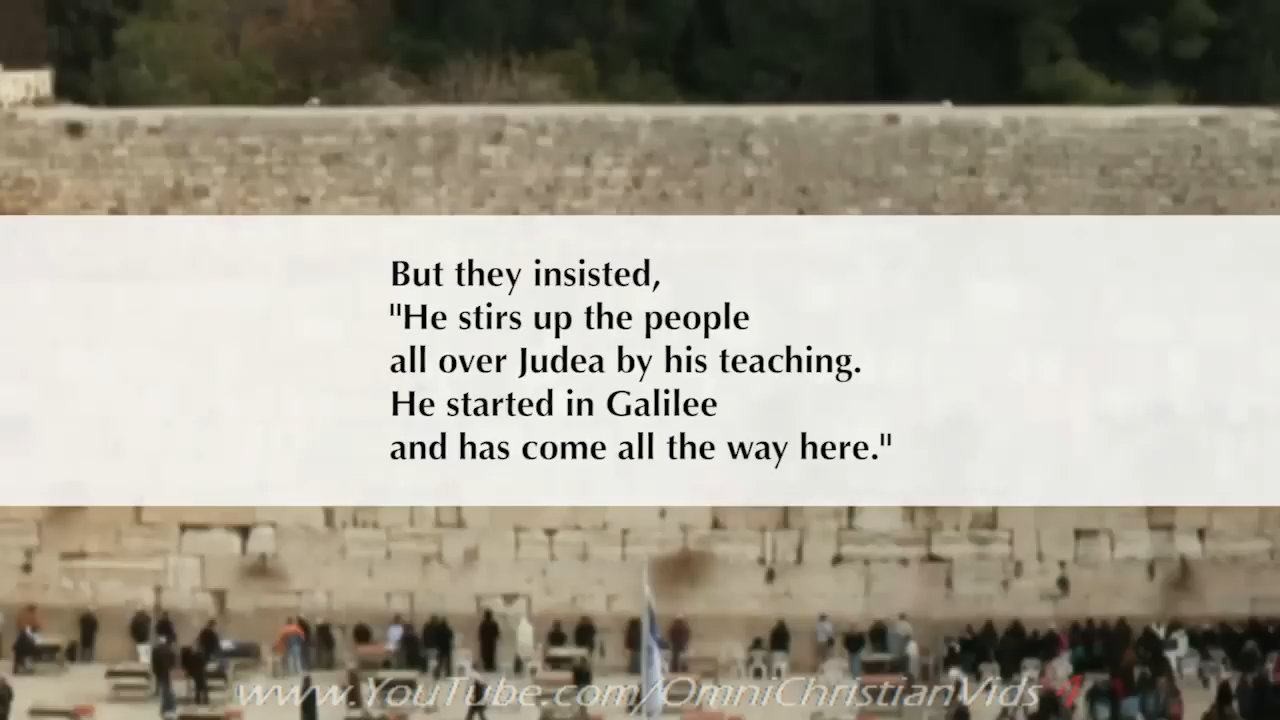 But they insisted,
"He stirs up the people
all over Judea by his teaching.
He started in Galilee
and has come all the way here."
www.YouTube.com/OmniChristianVids